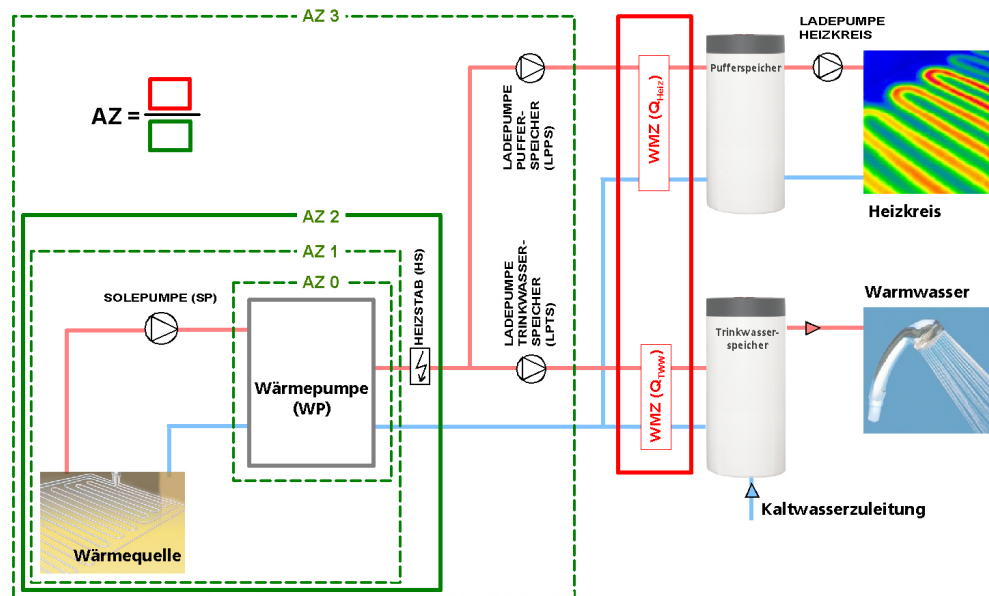 AZ 3
AZ =
LADEPUMPE
PUFFER-
SPEICHER
(LPPS)
WMZ (QHeiz)
Pufferspeicher
LADEPUMPE
HEIZKREIS
Heizkreis
AZ 2
AZ 1
AZ 0
SOLEPUMPE (SP)
HEIZSTAB (HS)
Wärmepumpe
(WP)
LADEPUMPE
TRINKWASSER-
SPEICHER
(LPTS)
WMZ (QTWW)
Trinkwasser-
speicher
Warmwasser
Wärmequelle
Kaltwasserzuleitung